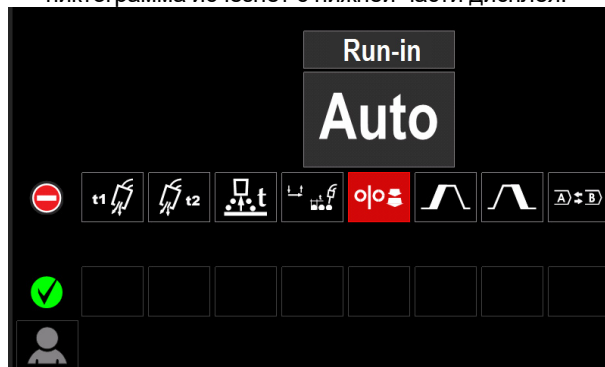 пиктограмма исчезнет с нижней части дисплея.
Run-in
Auto
t1 t2 t A B